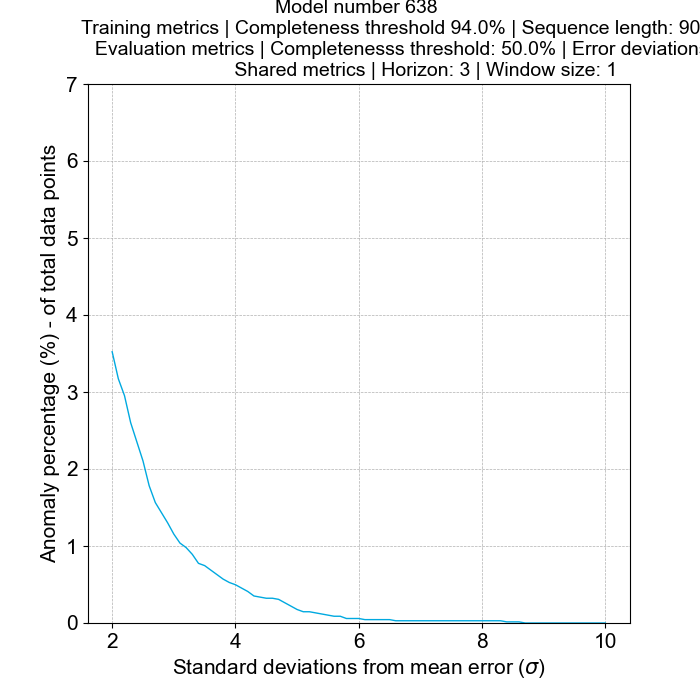 Model number 638
Training metrics | Completeness threshold 94.0% | Sequence length: 90
Evaluation metrics | Completenesss threshold: 50.0% | Error deviations
Shared metrics | Horizon: 3 | Window size: 1
7
6
5
4
3
2
1
0
Anomaly percentage (%) - of total data points
2 4 6 8 10
Standard deviations from mean error (σ)